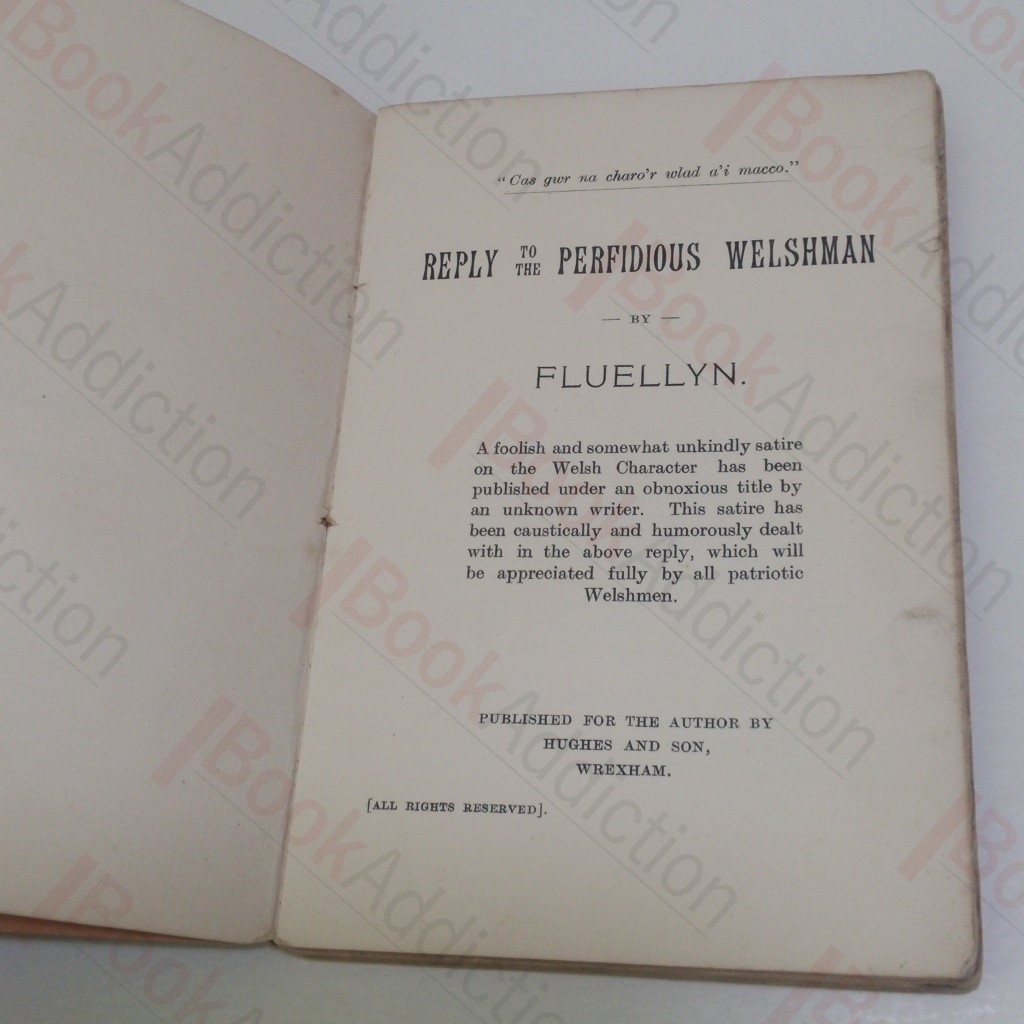 "Cas gwr na charo'r wlad a'i macco."
REPLY TO THE PERFIDIOUS WELSHMAN
— BY —
FLUELLYN.
A foolish and somewhat unkindly satire
on the Welsh Character has been
published under an obnoxious title by
an unknown writer. This satire has
been caustically and humorously dealt
with in the above reply, which will
be appreciated fully by all patriotic
Welshmen.
PUBLISHED FOR THE AUTHOR BY
HUGHES AND SON,
WREXHAM.
[ALL RIGHTS RESERVED].
BookAddiction